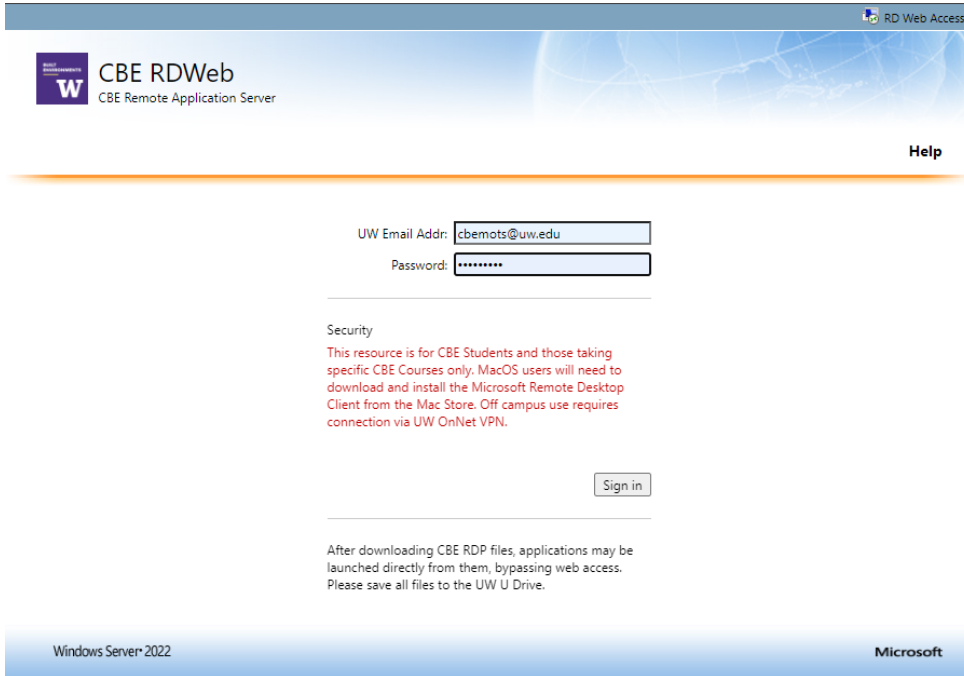 RD Web Access
BUILT
ENVIRONMENTS
W
CBE RDWeb
CBE Remote Application Server
Help
UW Email Addr: cbemots@uw.edu
Password: •••••••••
Security
This resource is for CBE Students and those taking
specific CBE Courses only. MacOS users will need to
download and install the Microsoft Remote Desktop
Client from the Mac Store. Off campus use requires
connection via UW OnNet VPN.
Sign in
After downloading CBE RDP files, applications may be
launched directly from them, bypassing web access.
Please save all files to the UW U Drive.
Windows Server® 2022
Microsoft